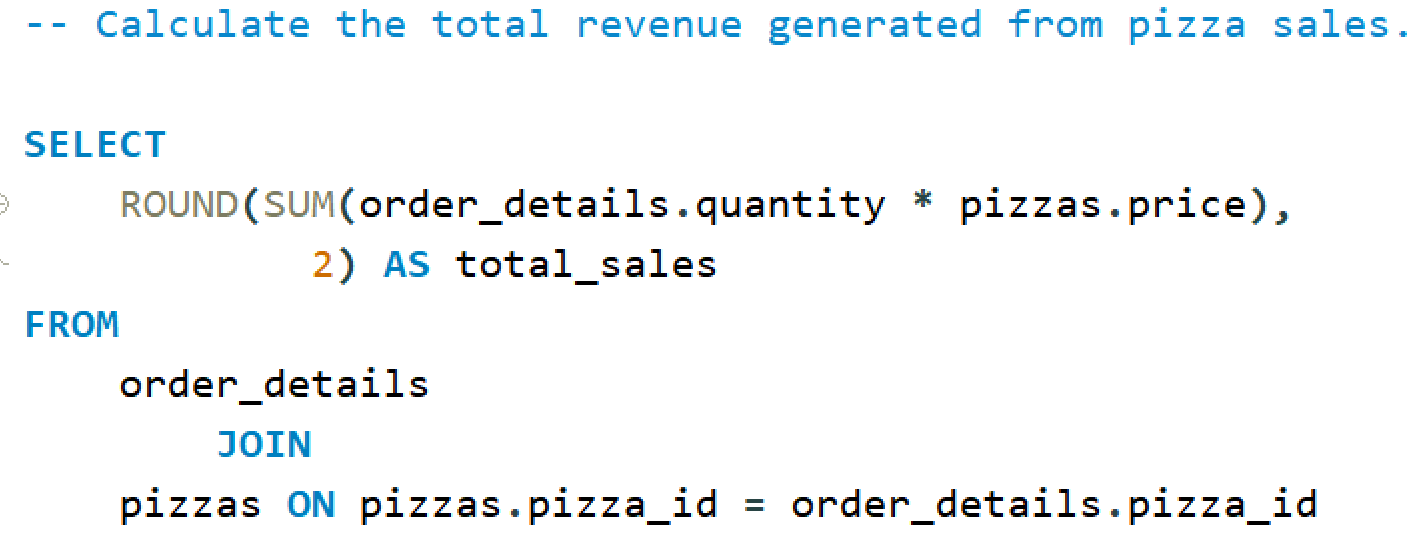 -- Calculate the total revenue generated from pizza sales.
SELECT
ROUND(SUM(order_details.quantity * pizzas.price),
2) AS total_sales
FROM
order_details
JOIN
pizzas ON pizzas.pizza_id = order_details.pizza_id